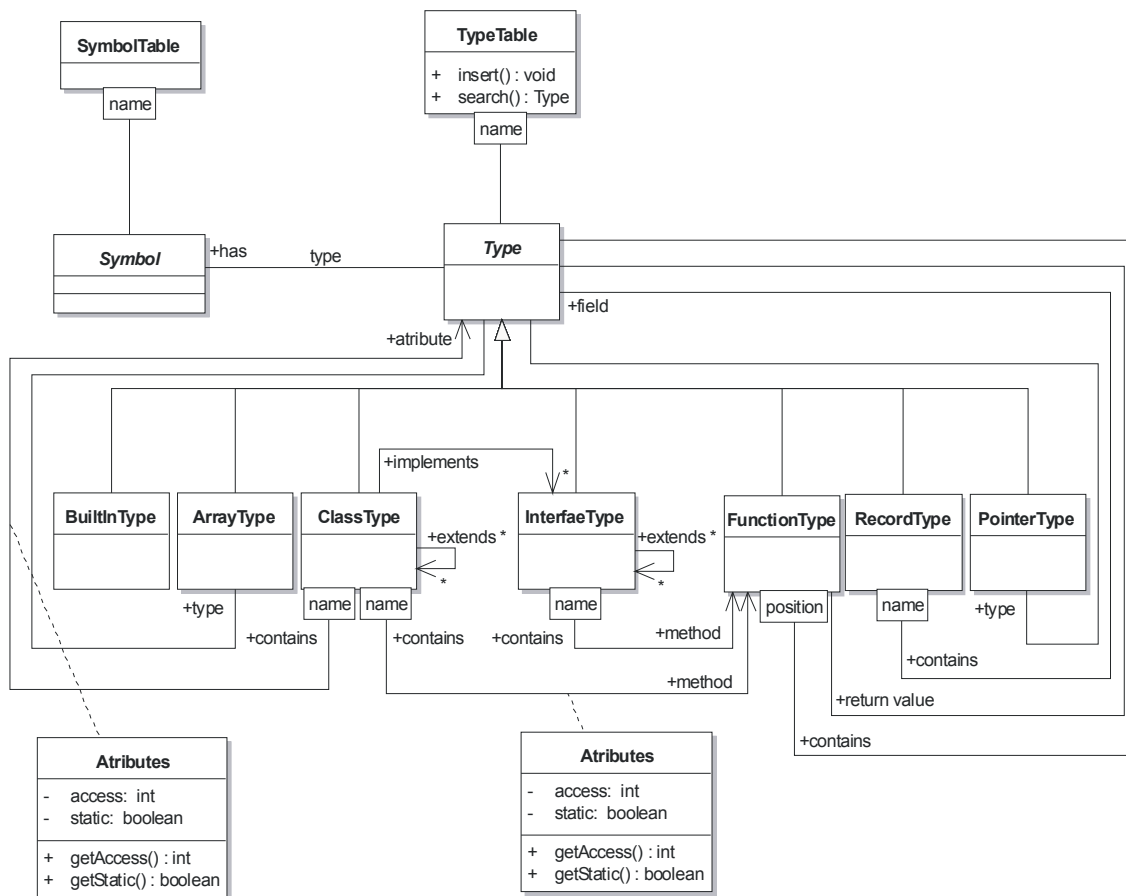 SymbolTable
name
TypeTable
+ insert() : void
+ search() : Type
name
Symbol
+has
type
Type
+field
+atribute
+implements
*
BuiltInType
ArrayType
ClassType
+extends *
*
InterfaeType
+extends *
*
FunctionType
RecordType
PointerType
+type
name
name
name
position
name
+type
+contains
+contains
+contains
+method
+contains
+method
+return value
+contains
Atributes
- access: int
- static: boolean
+ getAccess() : int
+ getStatic() : boolean
Atributes
- access: int
- static: boolean
+ getAccess() : int
+ getStatic() : boolean